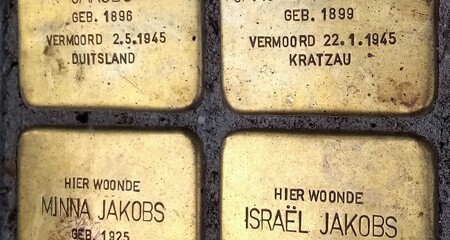 JAKOBS
GEB. 1896
VERMOORD 2.5.1945
DUITSLAND
GEB. 1899
VERMOORD 22.1.1945
KRATZAU
HIER WOONDE
MINNA JAKOBS
GEB. 1925
HIER WOONDE
ISRAËL JAKOBS